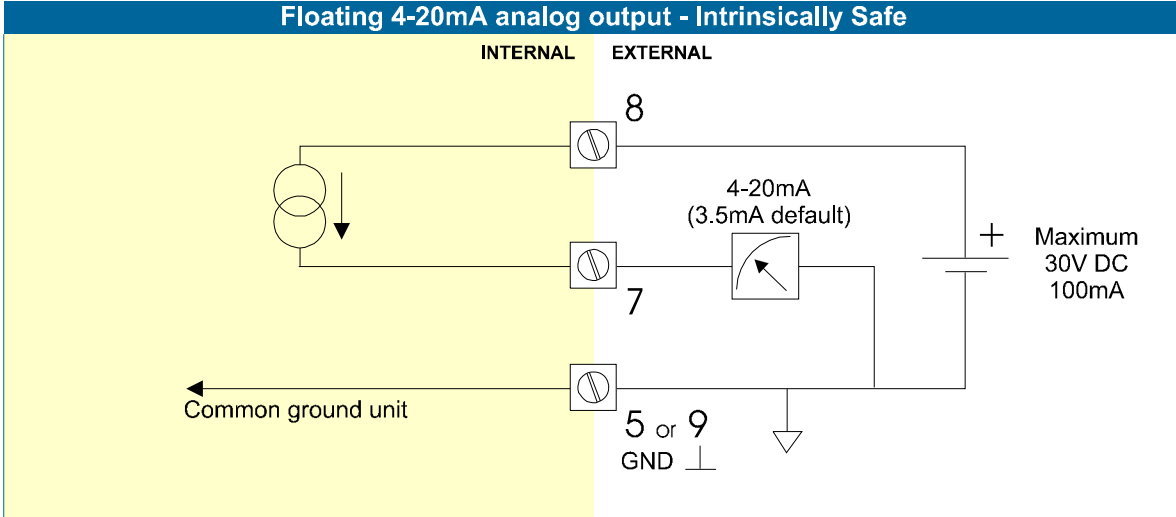 Floating 4-20mA analog output - Intrinsically Safe
INTERNAL EXTERNAL
8
4-20mA
(3.5mA default)
+
Maximum
30V DC
100mA
7
Common ground unit
5 or 9
GND